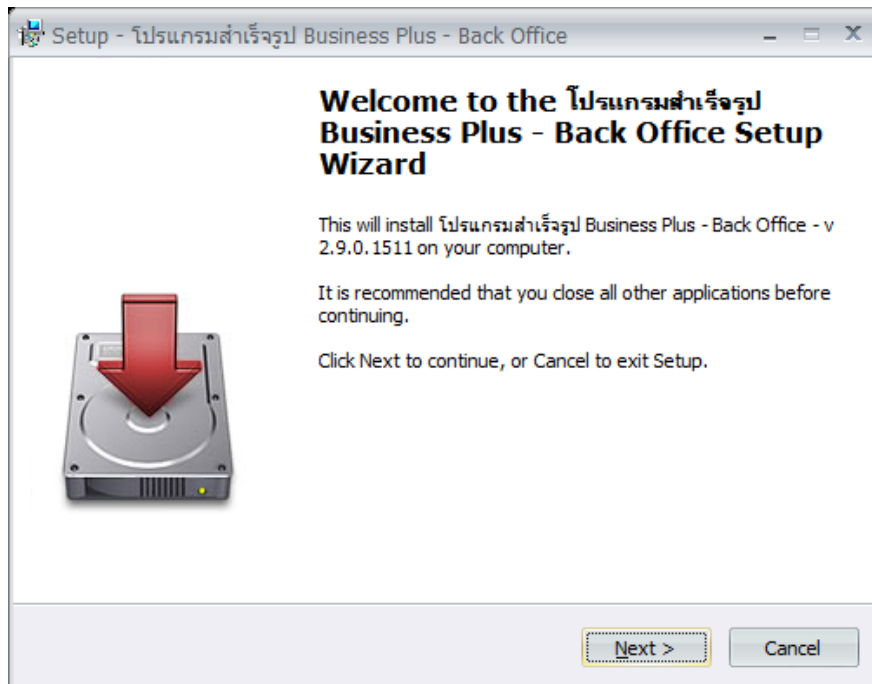 Setup - โปรแกรมสำเร็จรูป Business Plus - Back Office
Welcome to the โปรแกรมสำเร็จรูป
Business Plus - Back Office Setup
Wizard
This will install โปรแกรมสำเร็จรูป Business Plus - Back Office - v
2.9.0.1511 on your computer.
It is recommended that you close all other applications before
continuing.
Click Next to continue, or Cancel to exit Setup.
Next >
Cancel